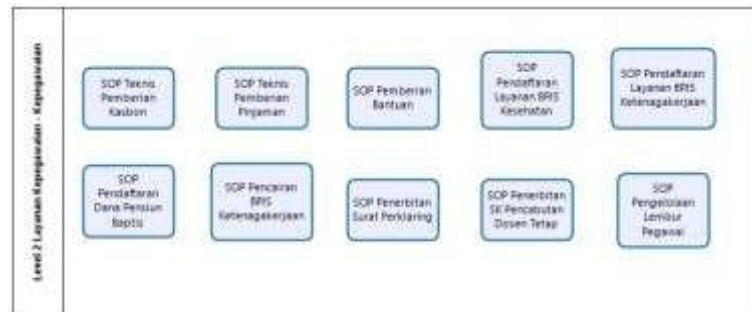 Level 2 Layanan Kepegawaian - Kepegawaian
SOP Teknis
Pemberian
Kasbon
SOP Teknis
Pemberian
Pinjaman
SOP Pemberian
Bantuan
SOP
Pendaftaran
Layanan BPJS
Kesehatan
SOP Pendaftaran
Layanan BPJS
Ketenagakerjaan
SOP
Pendaftaran
Dana Pensiun
Baptis
SOP Pencairan
BPJS
Ketenagakerjaan
SOP Penerbitan
Surat Perklaring
SOP Penerbitan
SK Pencabutan
Dosen Tetap
SOP
Pengelolaan
Lembur
Pegawai